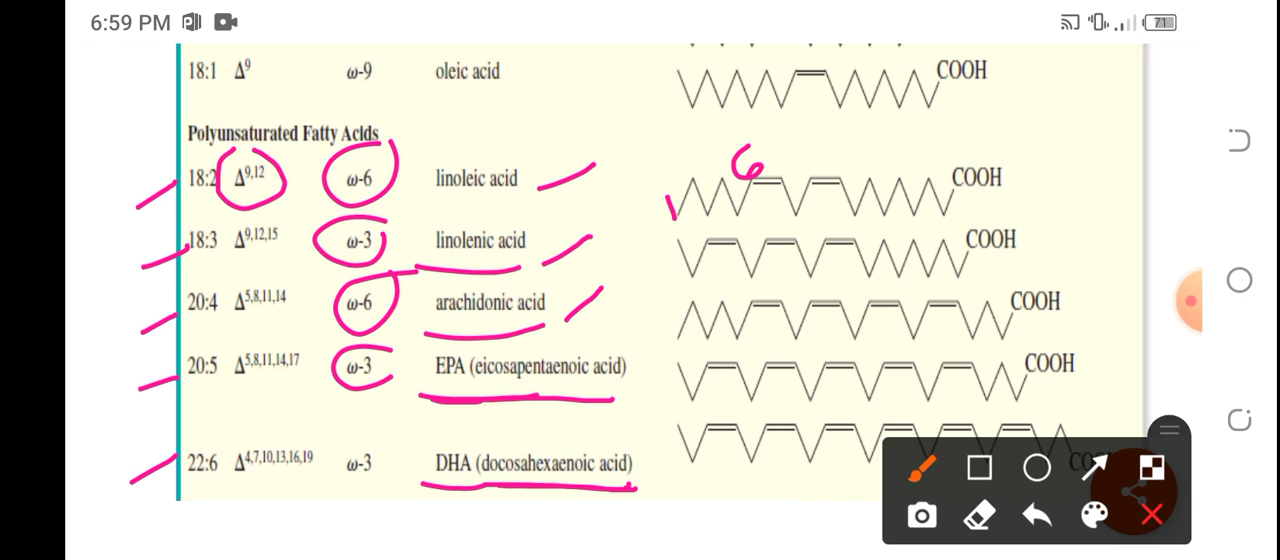 6:59 PM 71
18:1 Δ⁹ ω-9 oleic acid COOH
Polyunsaturated Fatty Acids
6
18:2 Δ⁹,¹² ω-6 linoleic acid COOH
1
18:3 Δ⁹,¹²,¹⁵ ω-3 linolenic acid COOH
20:4 Δ⁵,⁸,¹¹,¹⁴ ω-6 arachidonic acid COOH
20:5 Δ⁵,⁸,¹¹,¹⁴,¹⁷ ω-3 EPA (eicosapentaenoic acid) COOH
22:6 Δ⁴,⁷,¹⁰,¹³,¹⁶,¹⁹ ω-3 DHA (docosahexaenoic acid)